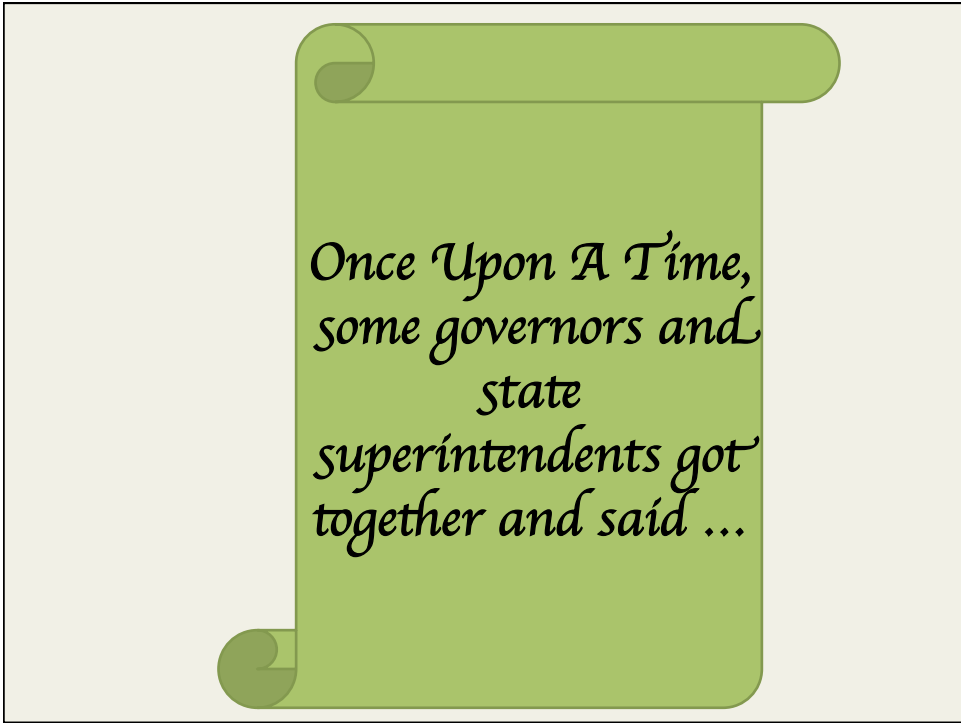 Once Upon A Time,
some governors and
state
superintendents got
together and said ...